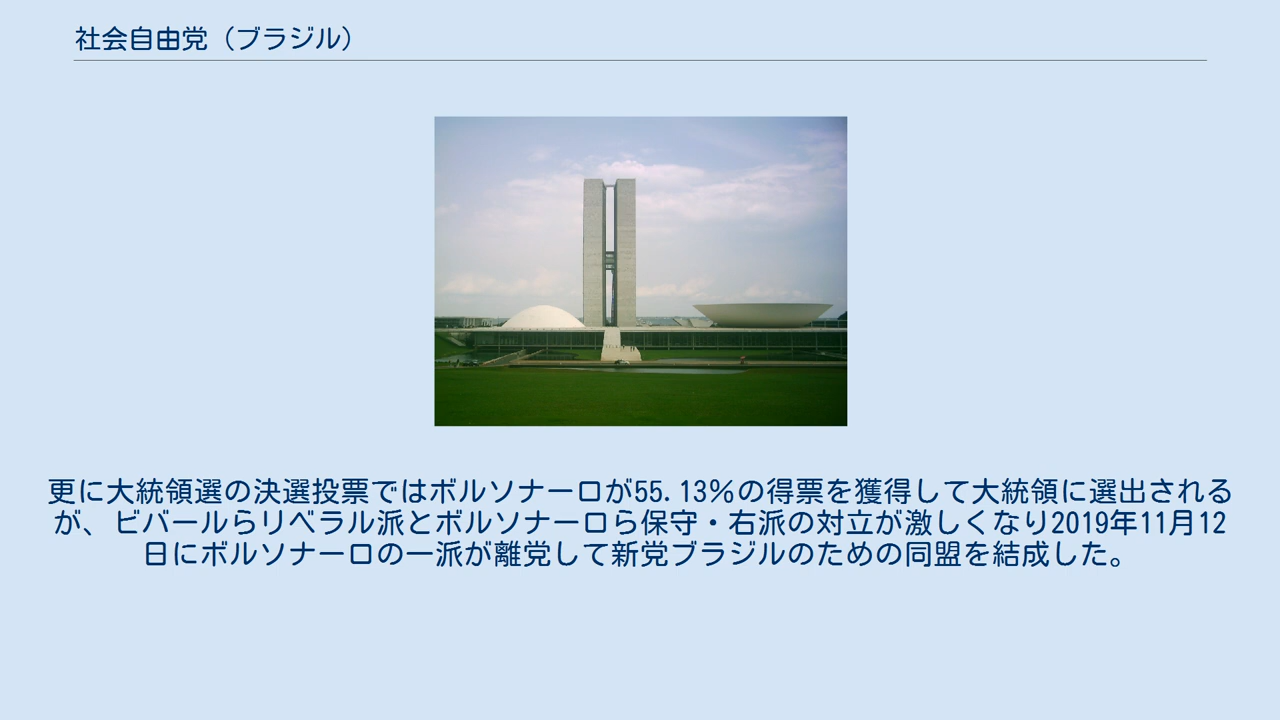 社会自由党（ブラジル）
更に大統領選の決選投票ではボルソナーロが55.13%の得票を獲得して大統領に選出される
が、ビバールらリベラル派とボルソナーロら保守・右派の対立が激しくなり2019年11月12
日にボルソナーロの一派が離党して新党ブラジルのための同盟を結成した。